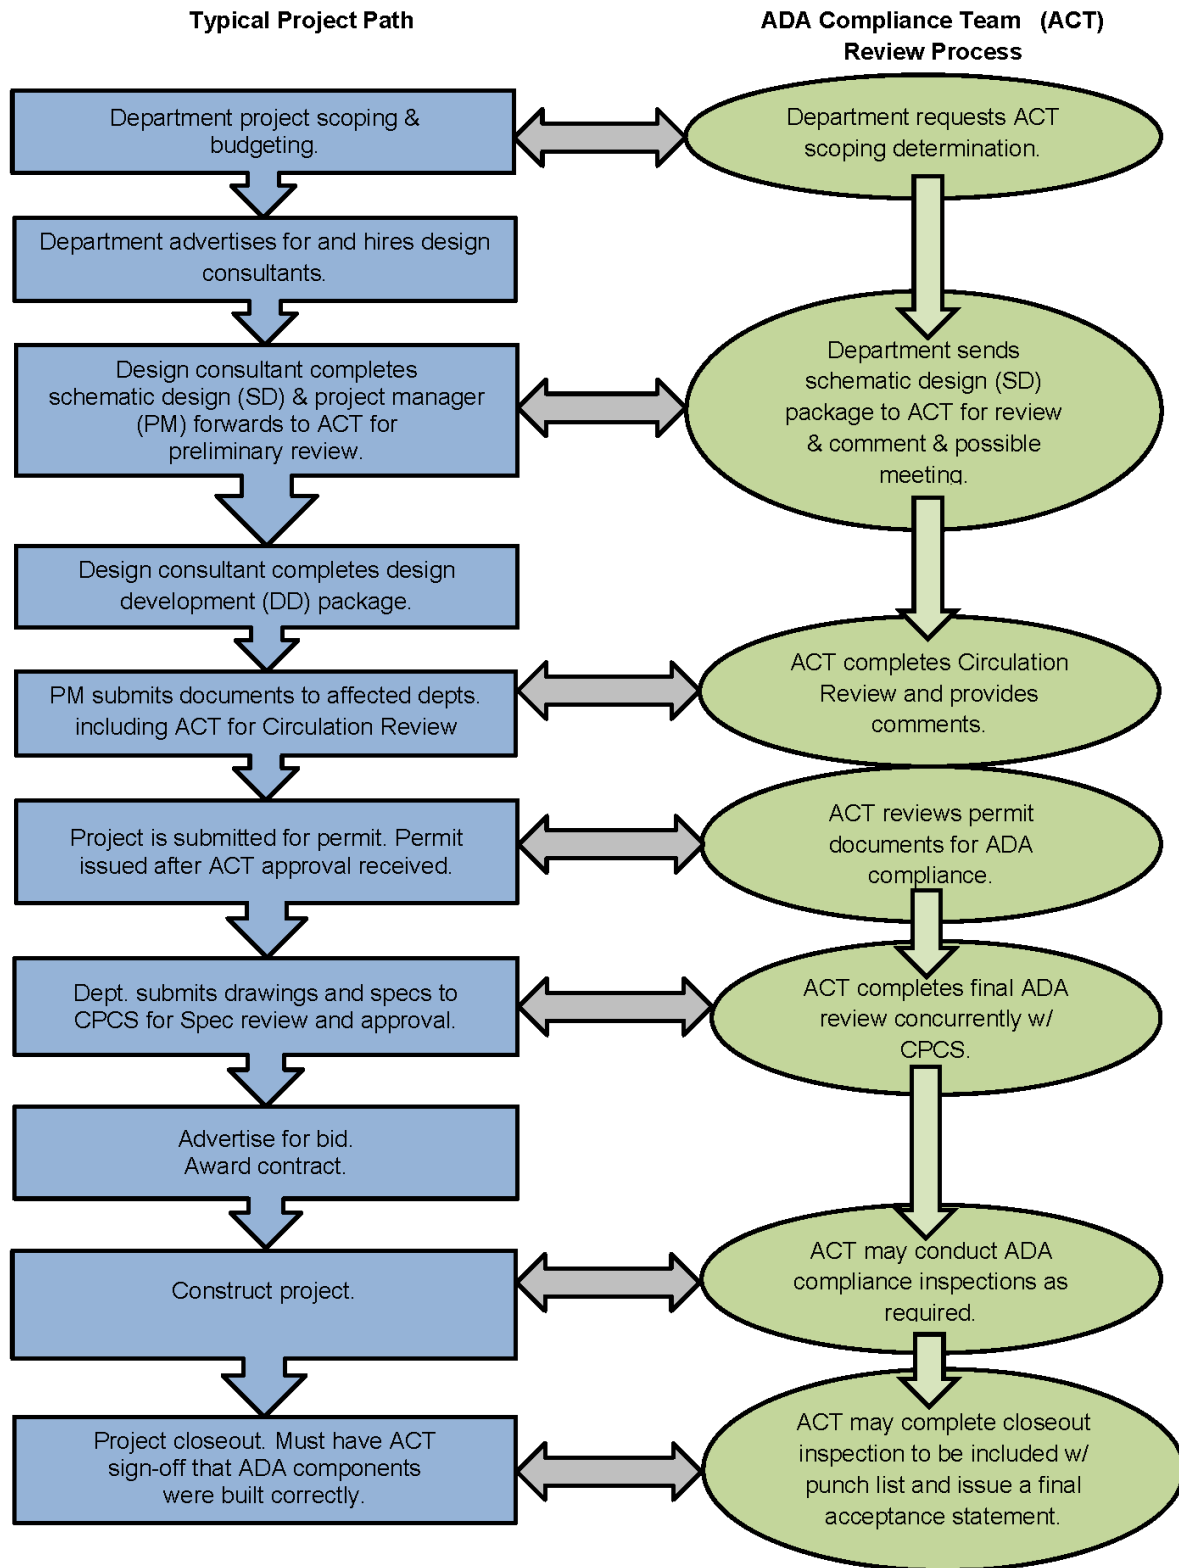 Typical Project Path
ADA Compliance Team (ACT)
Review Process
Department project scoping &
budgeting.
Department requests ACT
scoping determination.
Department advertises for and hires design
consultants.
Design consultant completes
schematic design (SD) & project manager
(PM) forwards to ACT for
preliminary review.
Department sends
schematic design (SD)
package to ACT for review
& comment & possible
meeting.
Design consultant completes design
development (DD) package.
PM submits documents to affected depts.
including ACT for Circulation Review
ACT completes Circulation
Review and provides
comments.
Project is submitted for permit. Permit
issued after ACT approval received.
ACT reviews permit
documents for ADA
compliance.
Dept. submits drawings and specs to
CPCS for Spec review and approval.
ACT completes final ADA
review concurrently w/
CPCS.
Advertise for bid.
Award contract.
Construct project.
ACT may conduct ADA
compliance inspections as
required.
Project closeout. Must have ACT
sign-off that ADA components
were built correctly.
ACT may complete closeout
inspection to be included w/
punch list and issue a final
acceptance statement.